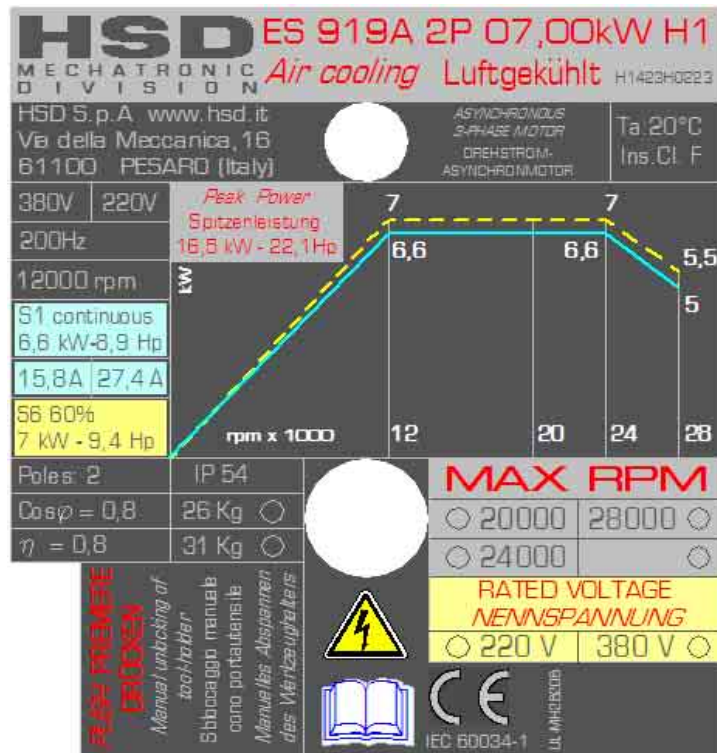 HSD ES 919A 2P 07,00kW H1
MECHATRONIC
DIVISION
Air cooling Luftgekühlt H1423H0223
HSD S.p.A www.hsd.it
Via della Meccanica,16
61100 PESARO (Italy)
ASYNCHRONOUS
3-PHASE MOTOR
DREHSTROM-
ASYNCHRONMOTOR
Ta.20°C
Ins.Cl. F
380V 220V
200Hz
12000 rpm
S1 continuous
6,6 kW-8,9 Hp
15,8A 27,4 A
S6 60%
7 kW - 9,4 Hp
Peak Power
Spitzenleistung
16,5 kW - 22,1Hp
kW
7 7
6,6 6,6 5,5
5
rpm x 1000 12 20 24 28
Poles: 2 IP 54
Cosφ = 0,8 26 Kg
η = 0,8 31 Kg
MAX RPM
20000 28000
24000
RATED VOLTAGE
NENNSPANNUNG
220 V 380 V
PUSH PREMERE
DRÜCKEN
Manual unlocking of
tool-holder
Sbloccaggio manuale
cono portautensile
Manuelles Abspannen
des Werkzeughalters
CE
IEC 60034-1